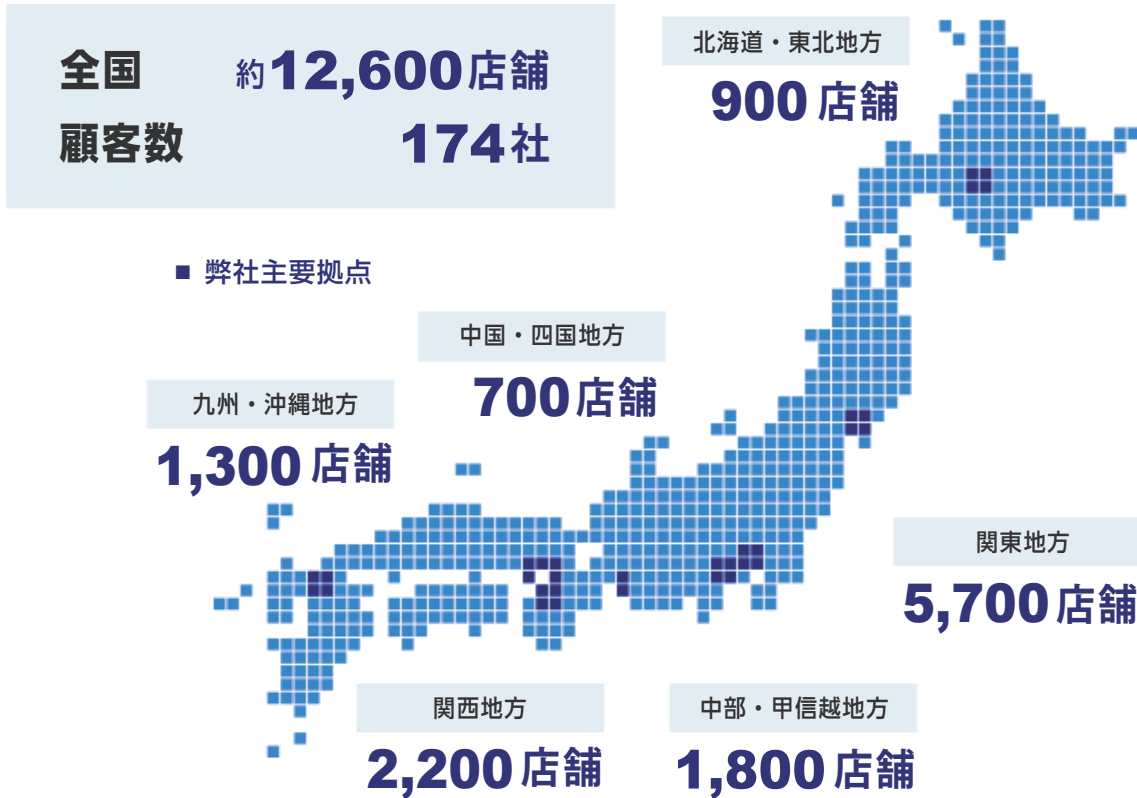 全国 約12,600店舗
顧客数 174社
■ 弊社主要拠点
北海道・東北地方
900店舗
中国・四国地方
700店舗
九州・沖縄地方
1,300店舗
関東地方
5,700店舗
関西地方
2,200店舗
中部・甲信越地方
1,800店舗